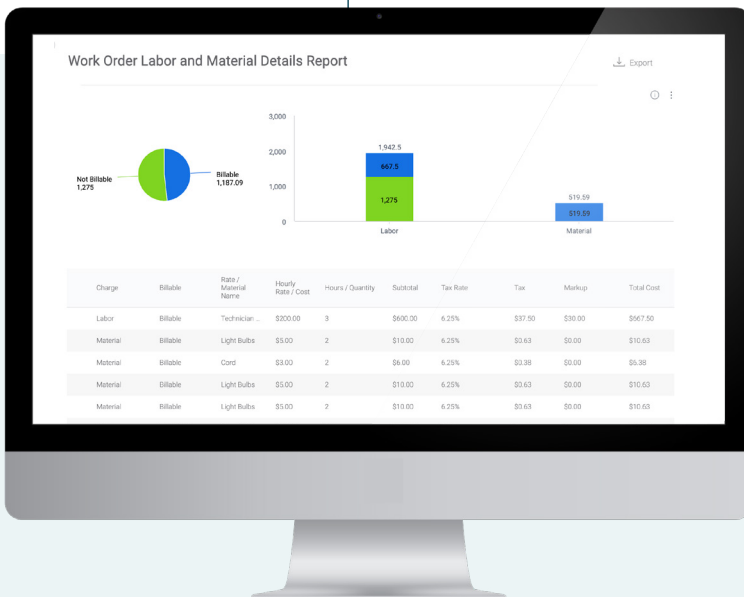 Work Order Labor and Material Details Report
Export
3,000
2,000
1,000
0
Not Billable
1,275
Billable
1,187.09
1,942.5
667.5
1,275
Labor
519.59
519.59
Material
Charge Billable Rate / Material Name Hourly Rate / Cost Hours / Quantity Subtotal Tax Rate Tax Markup Total Cost
Labor Billable Technician ... $200.00 3 $600.00 6.25% $37.50 $30.00 $667.50
Material Billable Light Bulbs $5.00 2 $10.00 6.25% $0.63 $0.00 $10.63
Material Billable Cord $3.00 2 $6.00 6.25% $0.38 $0.00 $6.38
Material Billable Light Bulbs $5.00 2 $10.00 6.25% $0.63 $0.00 $10.63
Material Billable Light Bulbs $5.00 2 $10.00 6.25% $0.63 $0.00 $10.63